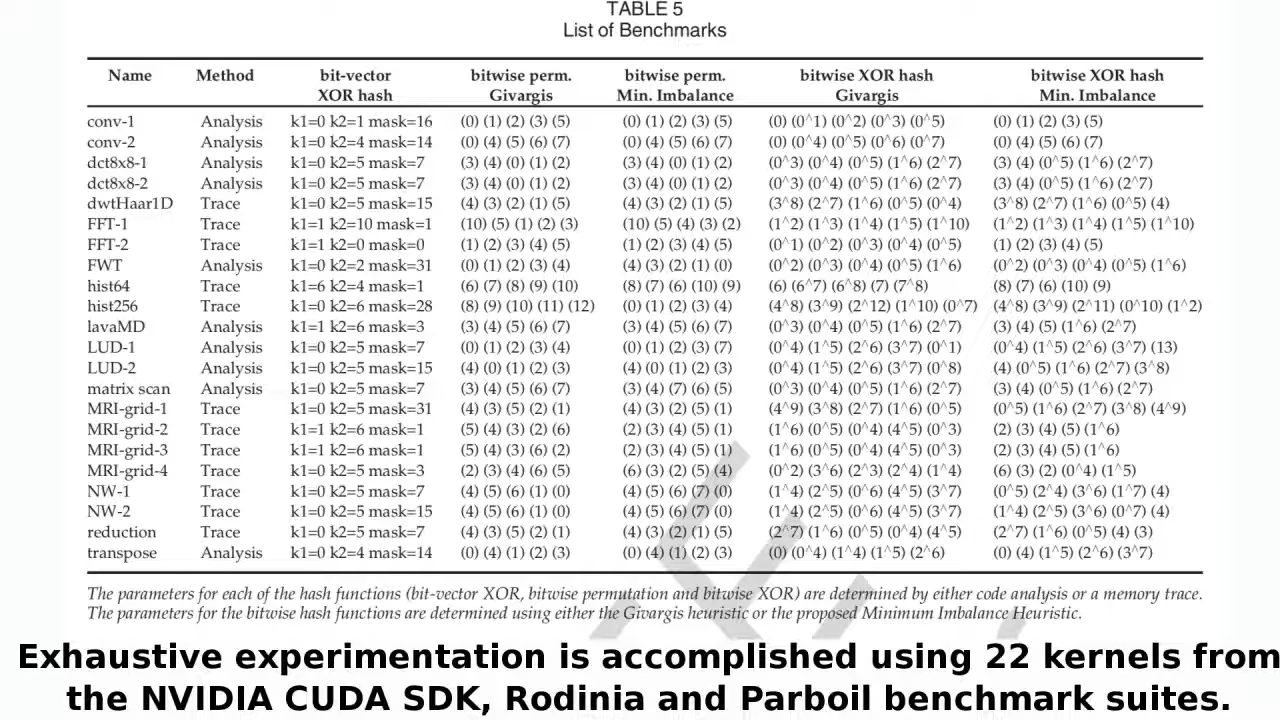 TABLE 5
List of Benchmarks
Name Method bit-vector bitwise perm. bitwise perm. bitwise XOR hash bitwise XOR hash
XOR hash Givargis Min. Imbalance Givargis Min. Imbalance
conv-1 Analysis k1=0 k2=1 mask=16 (0) (1) (2) (3) (5) (0) (1) (2) (3) (5) (0) (0^1) (0^2) (0^3) (0^5) (0) (1) (2) (3) (5)
conv-2 Analysis k1=0 k2=4 mask=14 (0) (4) (5) (6) (7) (0) (4) (5) (6) (7) (0) (0^4) (0^5) (0^6) (0^7) (0) (4) (5) (6) (7)
dct8x8-1 Analysis k1=0 k2=5 mask=7 (3) (4) (0) (1) (2) (3) (4) (0) (1) (2) (0^3) (0^4) (0^5) (1^6) (2^7) (3) (4) (0^5) (1^6) (2^7)
dct8x8-2 Analysis k1=0 k2=5 mask=7 (3) (4) (0) (1) (2) (3) (4) (0) (1) (2) (0^3) (0^4) (0^5) (1^6) (2^7) (3) (4) (0^5) (1^6) (2^7)
dwtHaar1D Trace k1=0 k2=5 mask=15 (4) (3) (2) (1) (5) (4) (3) (2) (1) (5) (3^8) (2^7) (1^6) (0^5) (0^4) (3^8) (2^7) (1^6) (0^5) (4)
FFT-1 Trace k1=1 k2=10 mask=1 (10) (5) (1) (2) (3) (10) (5) (4) (3) (2) (1^2) (1^3) (1^4) (1^5) (1^10) (1^2) (1^3) (1^4) (1^5) (1^10)
FFT-2 Trace k1=1 k2=0 mask=0 (1) (2) (3) (4) (5) (1) (2) (3) (4) (5) (0^1) (0^2) (0^3) (0^4) (0^5) (1) (2) (3) (4) (5)
FWT Analysis k1=0 k2=2 mask=31 (0) (1) (2) (3) (4) (4) (3) (2) (1) (0) (0^2) (0^3) (0^4) (0^5) (1^6) (0^2) (0^3) (0^4) (0^5) (1^6)
hist64 Trace k1=6 k2=4 mask=1 (6) (7) (8) (9) (10) (8) (7) (6) (10) (9) (6) (6^7) (6^8) (7) (7^8) (8) (7) (6) (10) (9)
hist256 Trace k1=0 k2=6 mask=28 (8) (9) (10) (11) (12) (0) (1) (2) (3) (4) (4^8) (3^9) (2^12) (1^10) (0^7) (4^8) (3^9) (2^11) (0^10) (1^2)
lavaMD Analysis k1=1 k2=6 mask=3 (3) (4) (5) (6) (7) (3) (4) (5) (6) (7) (0^3) (0^4) (0^5) (1^6) (2^7) (3) (4) (5) (1^6) (2^7)
LUD-1 Analysis k1=0 k2=5 mask=7 (0) (1) (2) (3) (4) (0) (1) (2) (3) (7) (0^4) (1^5) (2^6) (3^7) (0^1) (0^4) (1^5) (2^6) (3^7) (13)
LUD-2 Analysis k1=0 k2=5 mask=15 (4) (0) (1) (2) (3) (4) (0) (1) (2) (3) (0^4) (1^5) (2^6) (3^7) (0^8) (4) (0^5) (1^6) (2^7) (3^8)
matrix scan Analysis k1=0 k2=5 mask=7 (3) (4) (5) (6) (7) (3) (4) (7) (6) (5) (0^3) (0^4) (0^5) (1^6) (2^7) (3) (4) (0^5) (1^6) (2^7)
MRI-grid-1 Trace k1=0 k2=5 mask=31 (4) (3) (5) (2) (1) (4) (3) (2) (5) (1) (4^9) (3^8) (2^7) (1^6) (0^5) (0^5) (1^6) (2^7) (3^8) (4^9)
MRI-grid-2 Trace k1=1 k2=6 mask=1 (5) (4) (3) (2) (6) (2) (3) (4) (5) (1) (1^6) (0^5) (0^4) (4^5) (0^3) (2) (3) (4) (5) (1^6)
MRI-grid-3 Trace k1=1 k2=6 mask=1 (5) (4) (3) (6) (2) (2) (3) (4) (5) (1) (1^6) (0^5) (0^4) (4^5) (0^3) (2) (3) (4) (5) (1^6)
MRI-grid-4 Trace k1=0 k2=5 mask=3 (2) (3) (4) (6) (5) (6) (3) (2) (5) (4) (0^2) (3^6) (2^3) (2^4) (1^4) (6) (3) (2) (0^4) (1^5)
NW-1 Trace k1=0 k2=5 mask=7 (4) (5) (6) (1) (0) (4) (5) (6) (7) (0) (1^4) (2^5) (0^6) (4^5) (3^7) (0^5) (2^4) (3^6) (1^7) (4)
NW-2 Trace k1=0 k2=5 mask=15 (4) (5) (6) (1) (0) (4) (5) (6) (7) (0) (1^4) (2^5) (0^6) (4^5) (3^7) (1^4) (2^5) (3^6) (0^7) (4)
reduction Trace k1=0 k2=5 mask=7 (4) (3) (5) (2) (1) (4) (3) (2) (1) (5) (2^7) (1^6) (0^5) (0^4) (4^5) (2^7) (1^6) (0^5) (4) (3)
transpose Analysis k1=0 k2=4 mask=14 (0) (4) (1) (2) (3) (0) (4) (1) (2) (3) (0) (0^4) (1^4) (1^5) (2^6) (0) (4) (1^5) (2^6) (3^7)
The parameters for each of the hash functions (bit-vector XOR, bitwise permutation and bitwise XOR) are determined by either code analysis or a memory trace.
The parameters for the bitwise hash functions are determined using either the Givargis heuristic or the proposed Minimum Imbalance Heuristic.
Exhaustive experimentation is accomplished using 22 kernels from
the NVIDIA CUDA SDK, Rodinia and Parboil benchmark suites.